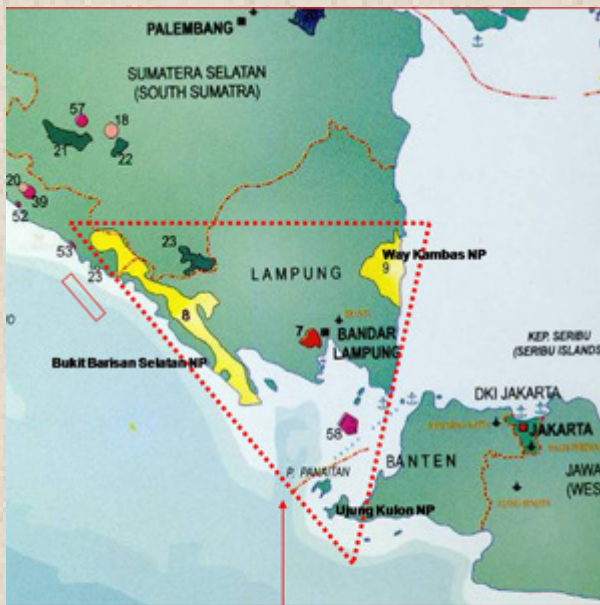 PALEMBANG
SUMATERA SELATAN
(SOUTH SUMATRA)
57
18
21
22
20
39
52
53
23
23
Way Kambas NP
9
LAMPUNG
8
7
BANDAR
LAMPUNG
KEP. SERIBU
(SERIBU ISLANDS
Bukit Barisan Selatan NP
DKI JAKARTA
58
JAKARTA
P. PANAITAN
BANTEN
JAWA
(WES
Ujung Kulon NP